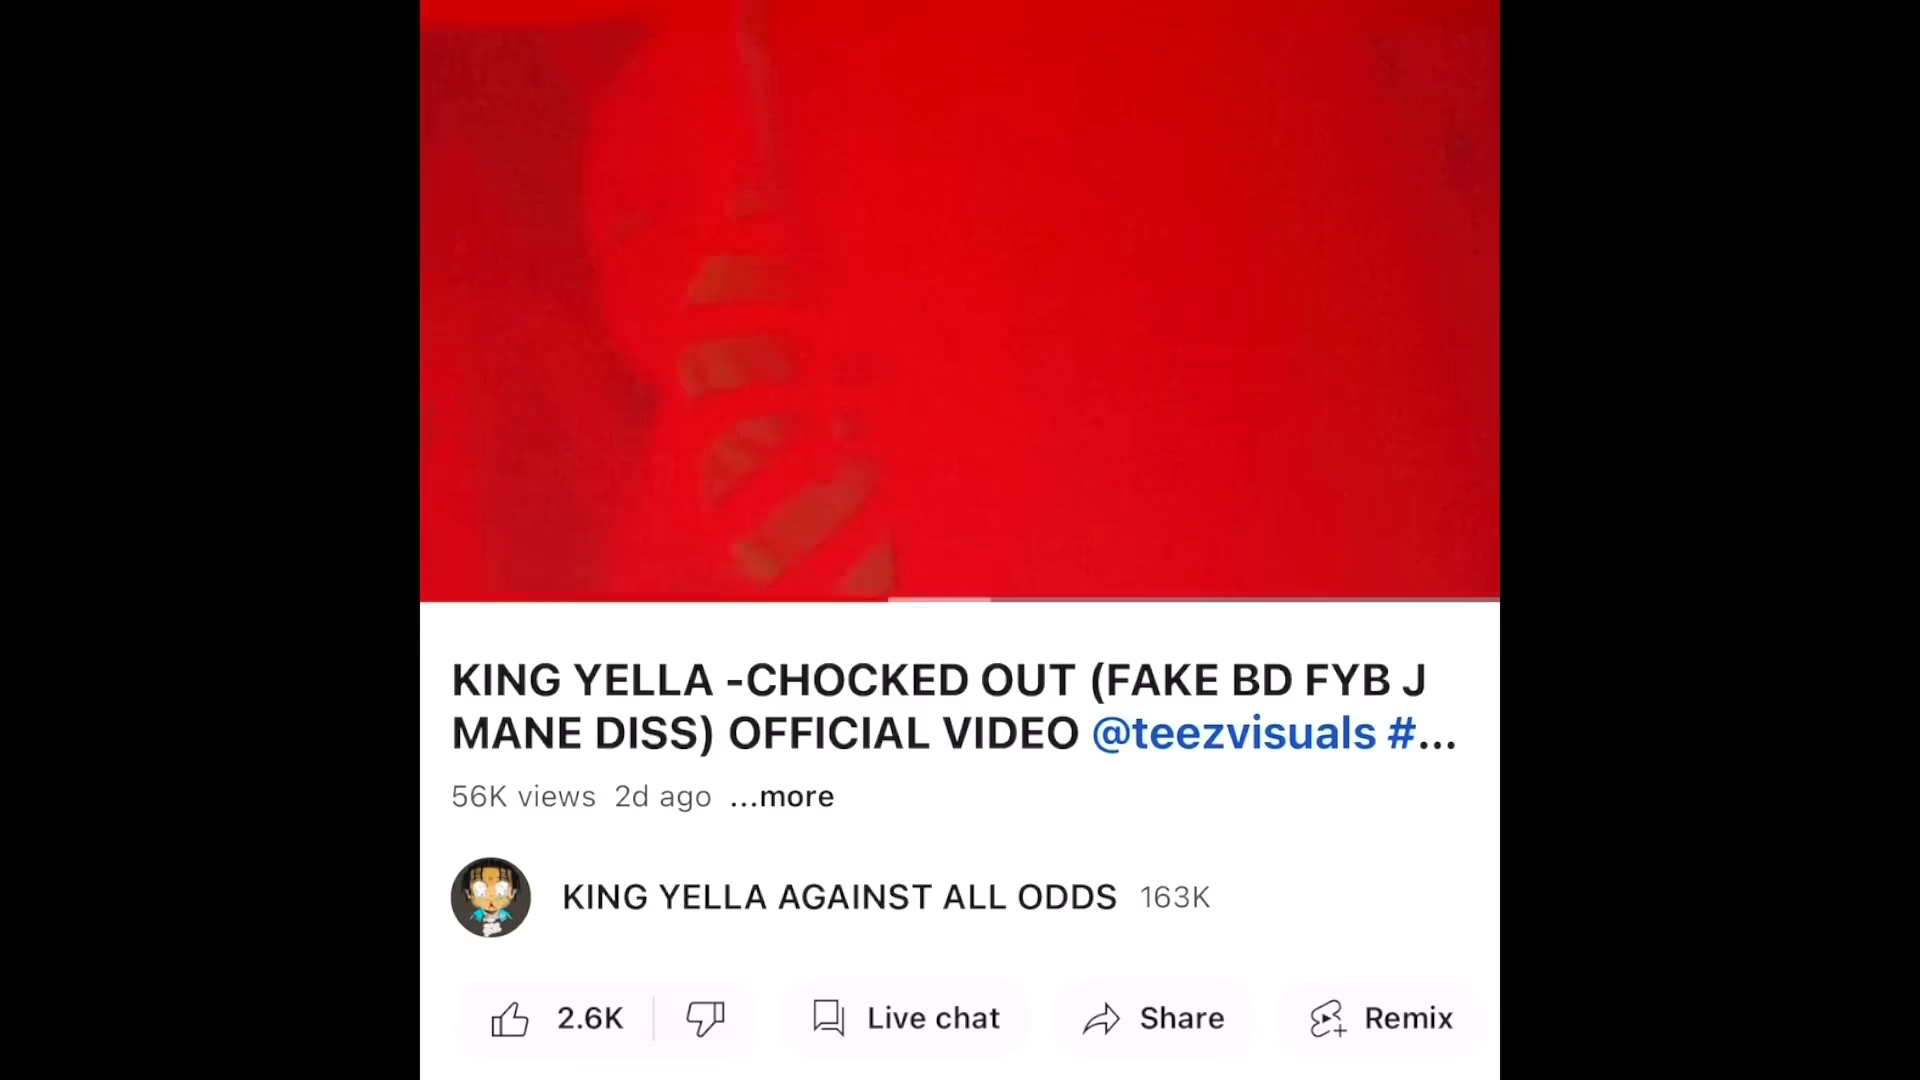 KING YELLA -CHOCKED OUT (FAKE BD FYB J
MANE DISS) OFFICIAL VIDEO @teezvisuals #...
56K views 2d ago ...more
KING YELLA AGAINST ALL ODDS 163K
2.6K Live chat Share Remix